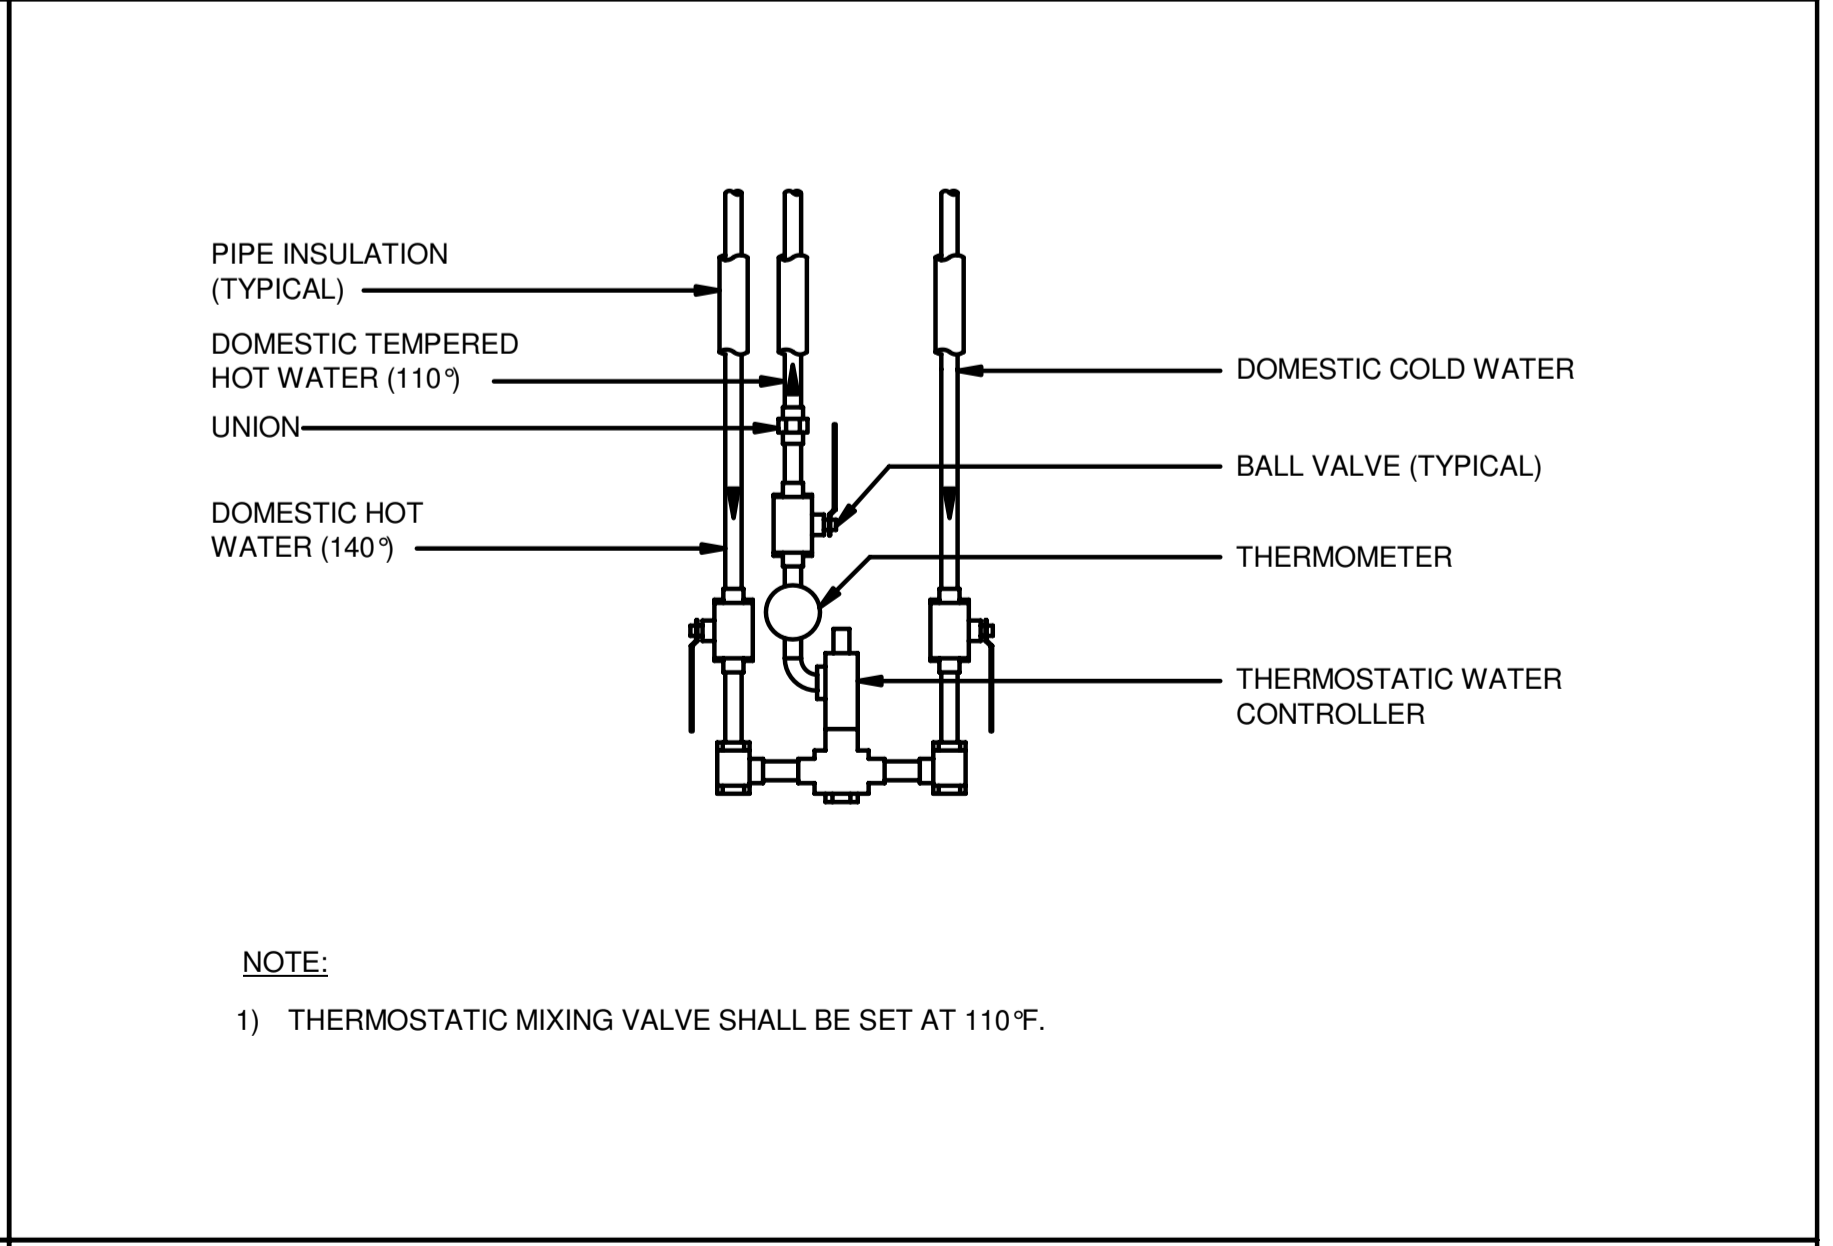 PIPE INSULATION
(TYPICAL)
DOMESTIC TEMPERED
HOT WATER (110°)
UNION
DOMESTIC HOT
WATER (140°)
DOMESTIC COLD WATER
BALL VALVE (TYPICAL)
THERMOMETER
THERMOSTATIC WATER
CONTROLLER
NOTE:
1) THERMOSTATIC MIXING VALVE SHALL BE SET AT 110°F.